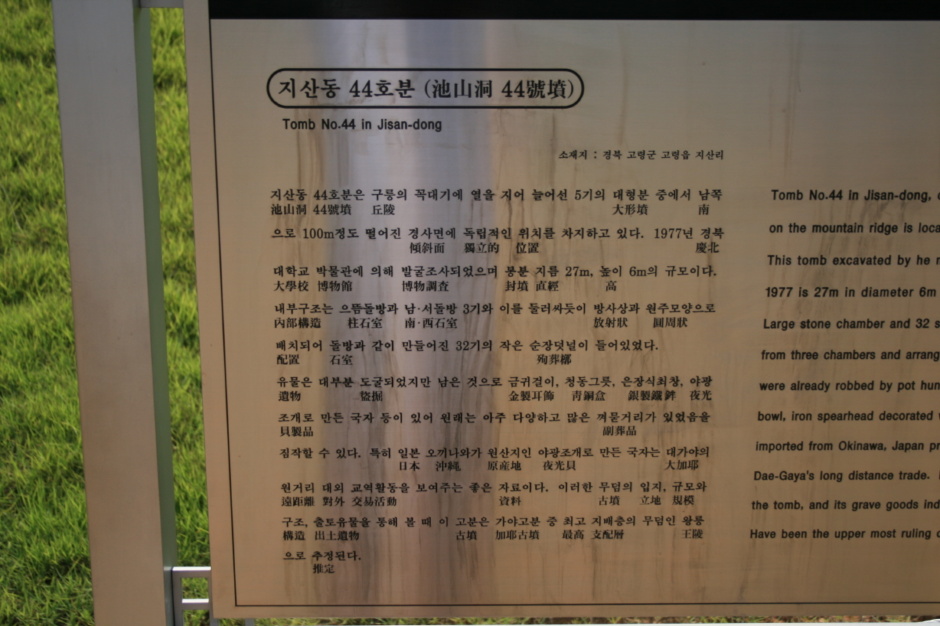 지산동 44호분 (池山洞 44號墳)
Tomb No.44 in Jisan-dong
소재지 : 경북 고령군 고령읍 지산리
지산동 44호분은 구릉의 꼭대기에 열을 지어 늘어선 5기의 대형분 중에서 남쪽
池山洞 44號墳 丘陵 大形墳 南
으로 100m정도 떨어진 경사면에 독립적인 위치를 차지하고 있다. 1977년 경북
傾斜面 獨立的 位置 慶北
대학교 박물관에 의해 발굴조사되었으며 봉분 지름 27m, 높이 6m의 규모이다.
大學校 博物館 博物調査 封墳 直經 高
내부구조는 으뜸돌방과 남·서돌방 3기와 이를 둘러싸듯이 방사상과 원주모양으로
內部構造 柱石室 南·西石室 放射狀 圓周狀
배치되어 돌방과 같이 만들어진 32기의 작은 순장덧널이 들어있었다.
配置 石室 殉葬槨
유물은 대부분 도굴되었지만 남은 것으로 금귀걸이, 청동그릇, 은장식쇠창, 야광
遺物 盜掘 金製耳飾 靑銅盒 銀製鐵鉾 夜光
조개로 만든 국자 등이 있어 원래는 아주 다양하고 많은 껴묻거리가 있었음을
貝製品 副葬品
짐작할 수 있다. 특히 일본 오끼나와가 원산지인 야광조개로 만든 국자는 대가야의
日本 沖繩 原産地 夜光貝 大加耶
원거리 대외 교역활동을 보여주는 좋은 자료이다. 이러한 무덤의 입지, 규모와
遠距離 對外 交易活動 資料 古墳 立地 規模
구조, 출토유물을 통해 볼 때 이 고분은 가야고분 중 최고 지배층의 무덤인 왕릉
構造 出土遺物 古墳 加耶古墳 最高 支配層 王陵
으로 추정된다.
推定
Tomb No.44 in Jisan-dong,
on the mountain ridge is
This tomb excavated by he
1977 is 27m in diameter 6m
Large stone chamber and 32
from three chambers and
were already robbed by pot
bowl, iron spearhead decorated
imported from Okinawa, Japan
Dae-Gaya's long distance trade.
the tomb, and its grave goods
Have been the upper most ruling